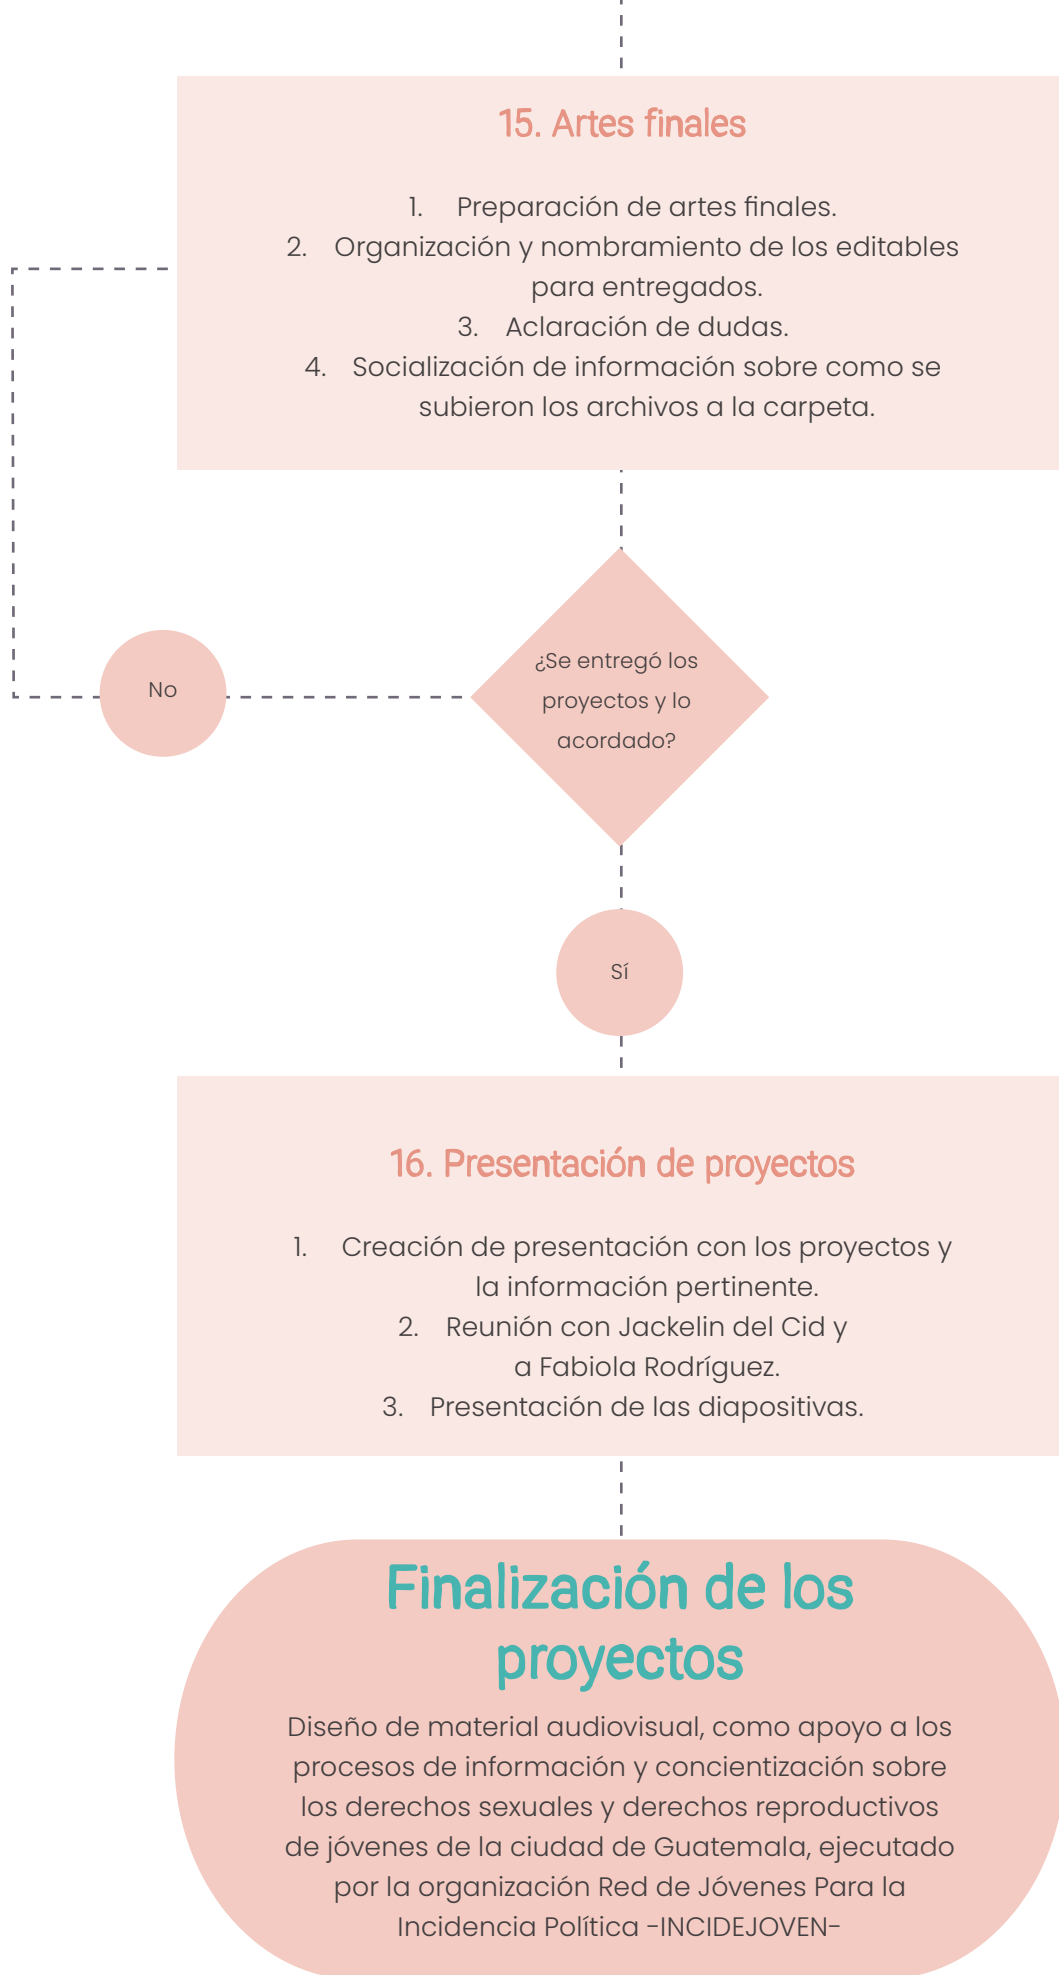 15. Artes finales
1. Preparación de artes finales.
2. Organización y nombramiento de los editables
para entregados.
3. Aclaración de dudas.
4. Socialización de información sobre como se
subieron los archivos a la carpeta.
¿Se entregó los
proyectos y lo
acordado?
No
Sí
16. Presentación de proyectos
1. Creación de presentación con los proyectos y
la información pertinente.
2. Reunión con Jackelin del Cid y
a Fabiola Rodríguez.
3. Presentación de las diapositivas.
Finalización de los
proyectos
Diseño de material audiovisual, como apoyo a los
procesos de información y concientización sobre
los derechos sexuales y derechos reproductivos
de jóvenes de la ciudad de Guatemala, ejecutado
por la organización Red de Jóvenes Para la
Incidencia Política -INCIDEJOVEN-